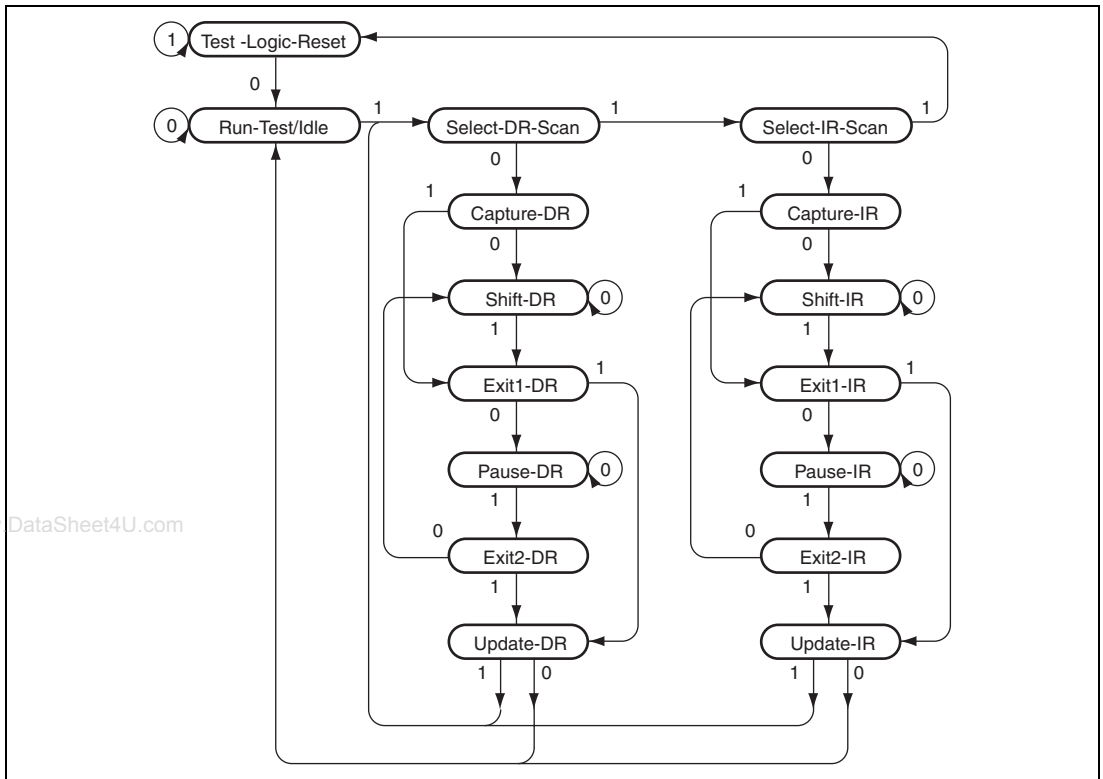 1 Test -Logic-Reset
0
0 Run-Test/Idle 1 Select-DR-Scan 1 Select-IR-Scan 1
0 0
1 Capture-DR 1 Capture-IR
0 0
Shift-DR 0 Shift-IR 0
1 1
Exit1-DR 1 Exit1-IR 1
0 0
Pause-DR 0 Pause-IR 0
1 1
DataSheet4U.com
0 Exit2-DR 0 Exit2-IR
1 1
Update-DR Update-IR
1 0 1 0